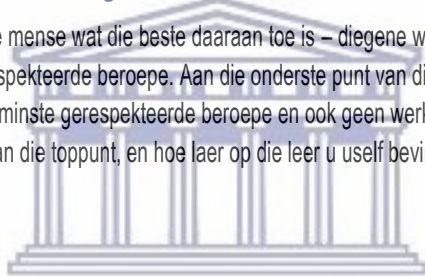 mense wat die beste daaraan toe is – diegene w
spekteerde beroepe. Aan die onderste punt van di
minste gerespekteerde beroepe en ook geen werk
an die toppunt, en hoe laer op die leer u uself bevi